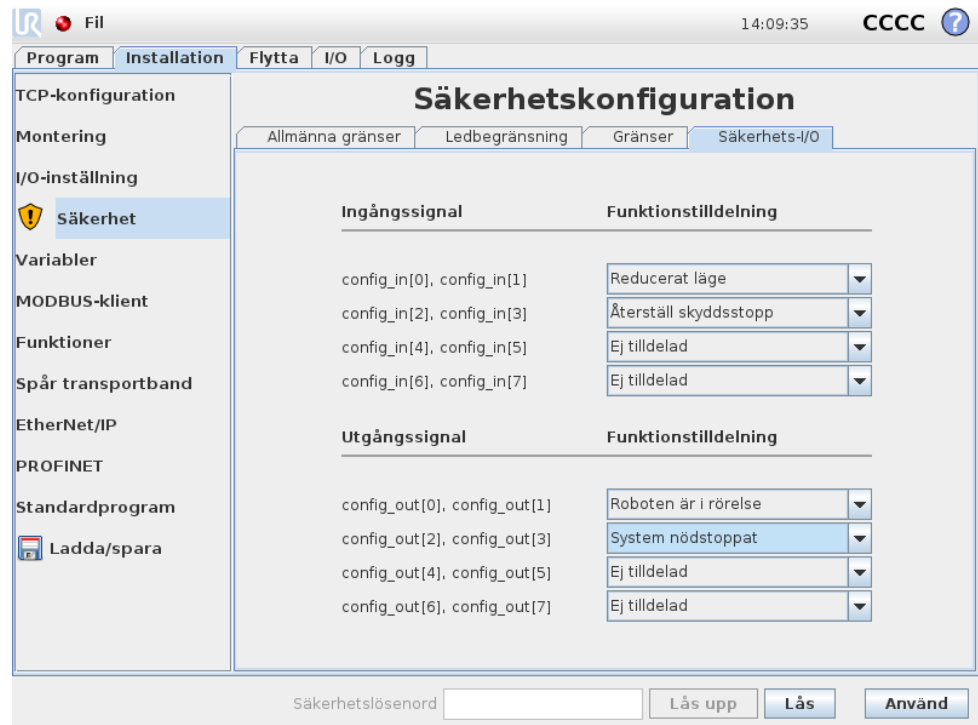 UR Fil 14:09:35 CCCC ?
Program Installation Flytta I/O Logg
TCP-konfiguration
Montering
I/O-inställning
Säkerhet
Variabler
MODBUS-klient
Funktioner
Spår transportband
EtherNet/IP
PROFINET
Standardprogram
Ladda/spara
Säkerhetskonfiguration
Allmänna gränser Ledbegränsning Gränser Säkerhets-I/O
Ingångssignal Funktionstilldelning
config_in[0], config_in[1] Reducerat läge
config_in[2], config_in[3] Återställ skyddsstopp
config_in[4], config_in[5] Ej tilldelad
config_in[6], config_in[7] Ej tilldelad
Utgångssignal Funktionstilldelning
config_out[0], config_out[1] Roboten är i rörelse
config_out[2], config_out[3] System nödstoppat
config_out[4], config_out[5] Ej tilldelad
config_out[6], config_out[7] Ej tilldelad
Säkerhetslösenord Lås upp Lås Använd